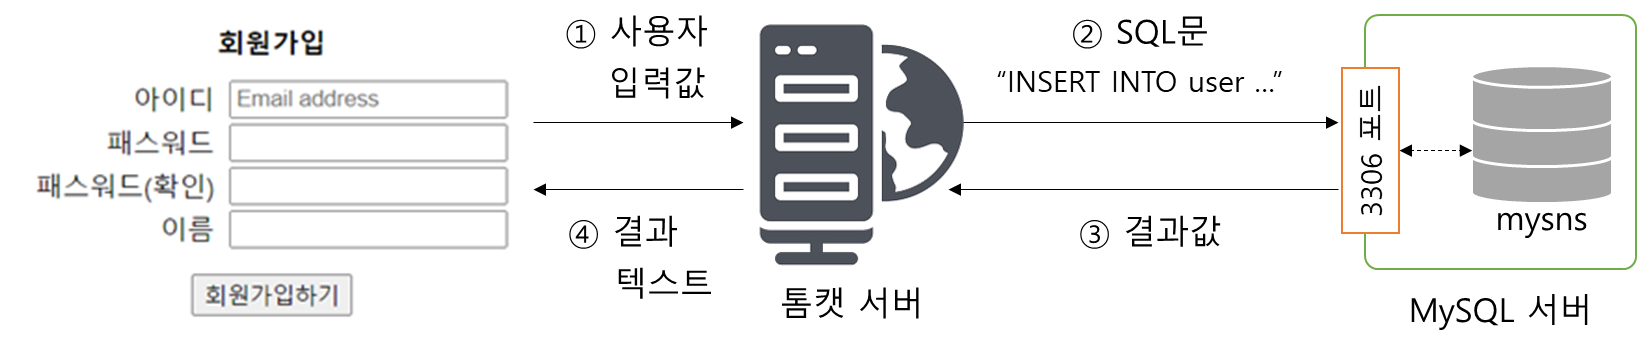 회원가입
아이디 Email address
패스워드
패스워드(확인)
이름
회원가입하기
① 사용자
입력값
④ 결과
텍스트
톰캣 서버
② SQL문
“INSERT INTO user ...”
③ 결과값
3306 포트
mysns
MySQL 서버